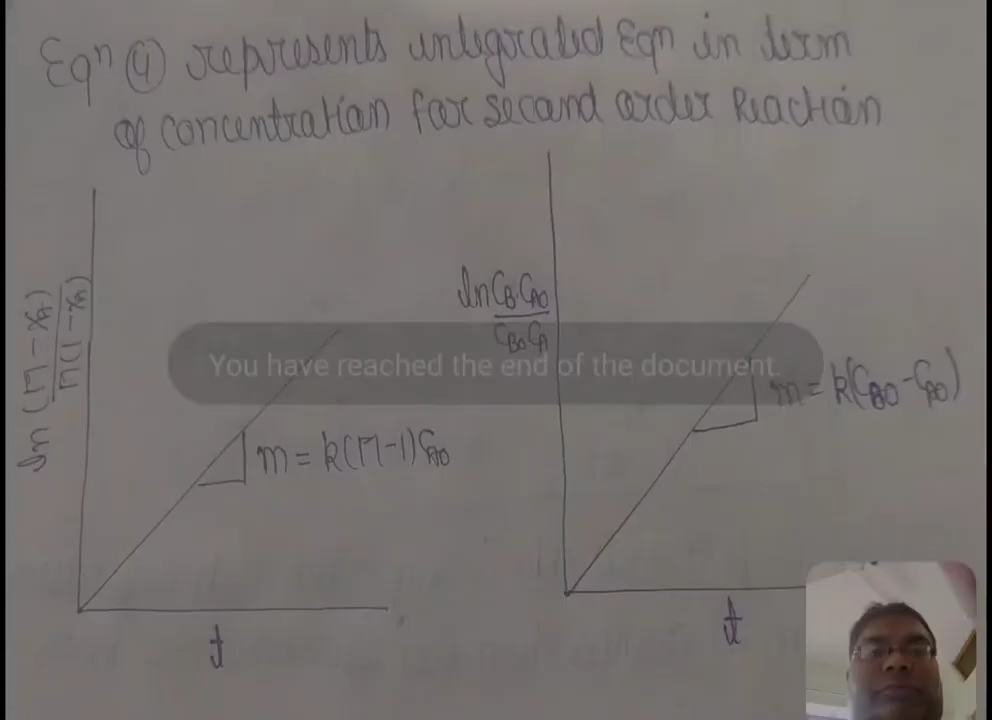 Eqn ④ represents integrated Eqn in term
of concentration for second order Reaction
ln (M-XA)
M(1-XA)
m = k(M-1)CA0
t
ln CB.CA0
CB0 CA
You have reached the end of the document.
m = k(CB0-CA0)
t